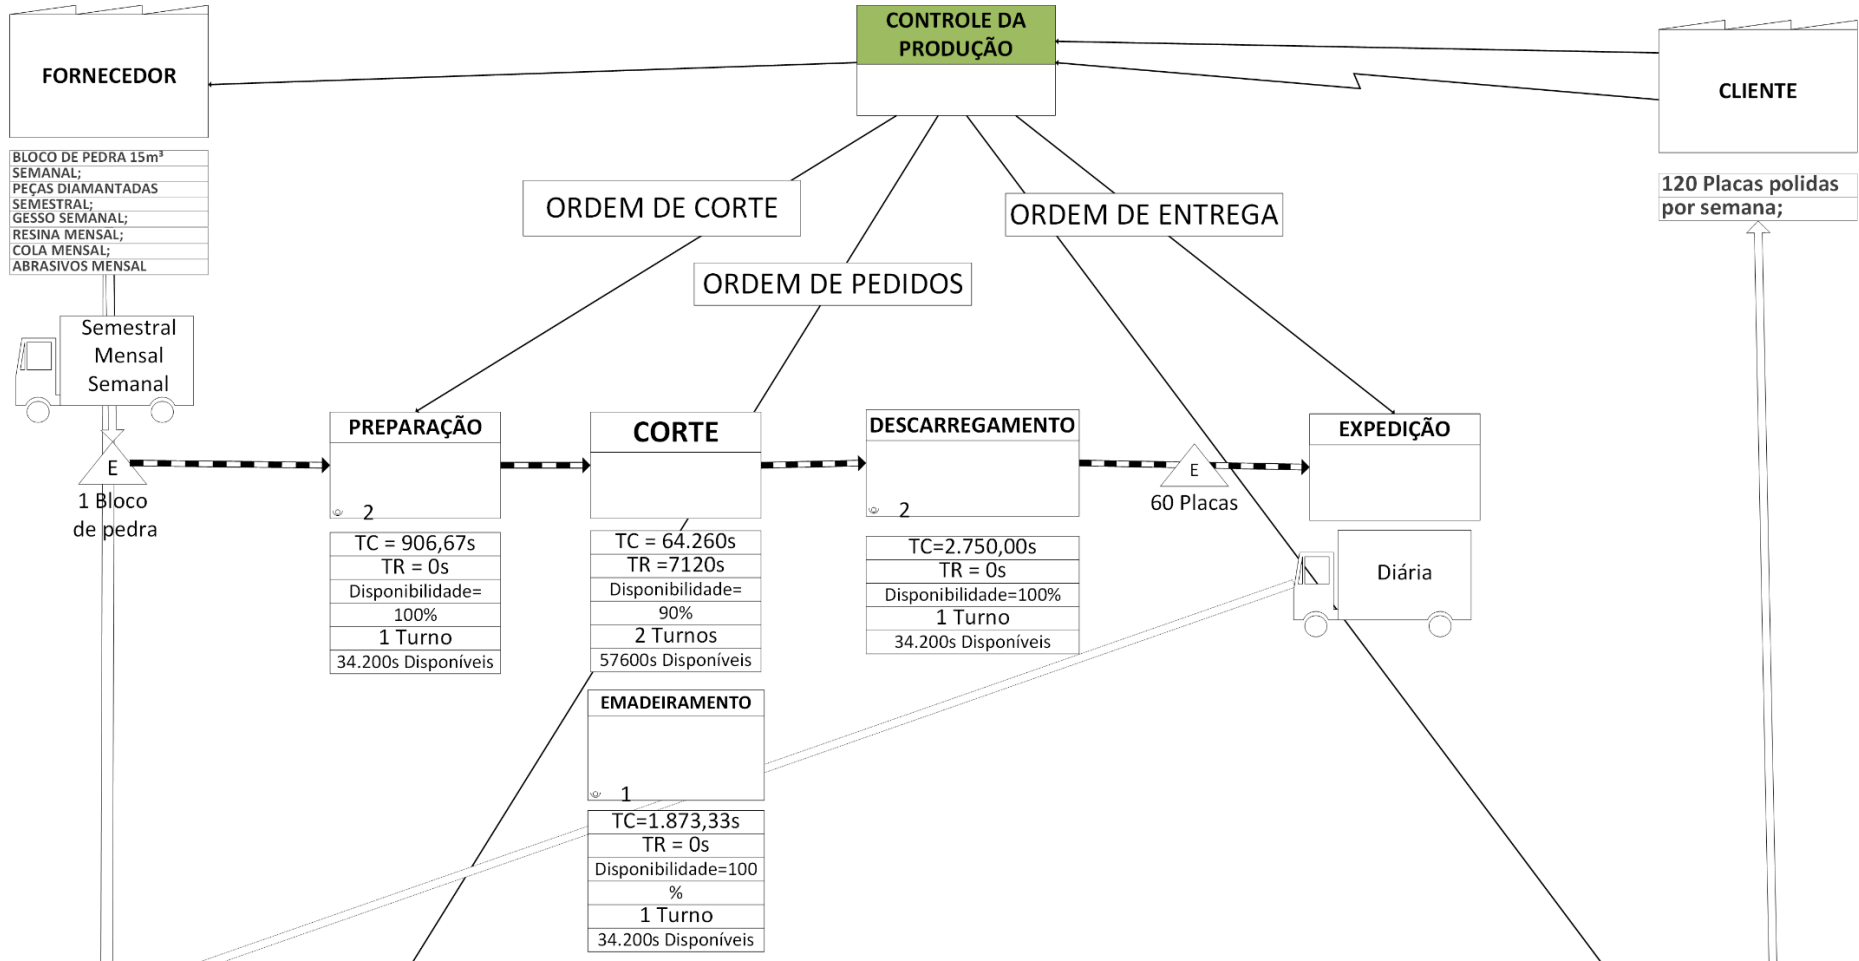 CONTROLE DA
PRODUÇÃO
FORNECEDOR
CLIENTE
BLOCO DE PEDRA 15m³
SEMANAL;
PEÇAS DIAMANTADAS
SEMESTRAL;
GESSO SEMANAL;
RESINA MENSAL;
COLA MENSAL;
ABRASIVOS MENSAL
120 Placas polidas
por semana;
ORDEM DE CORTE
ORDEM DE ENTREGA
ORDEM DE PEDIDOS
Semestral
Mensal
Semanal
E
1 Bloco
de pedra
PREPARAÇÃO
2
TC = 906,67s
TR = 0s
Disponibilidade=
100%
1 Turno
34.200s Disponíveis
CORTE
TC = 64.260s
TR =7120s
Disponibilidade=
90%
2 Turnos
57600s Disponíveis
DESCARREGAMENTO
2
TC=2.750,00s
TR = 0s
Disponibilidade=100%
1 Turno
34.200s Disponíveis
E
60 Placas
EXPEDIÇÃO
Diária
EMADEIRAMENTO
1
TC=1.873,33s
TR = 0s
Disponibilidade=100
%
1 Turno
34.200s Disponíveis